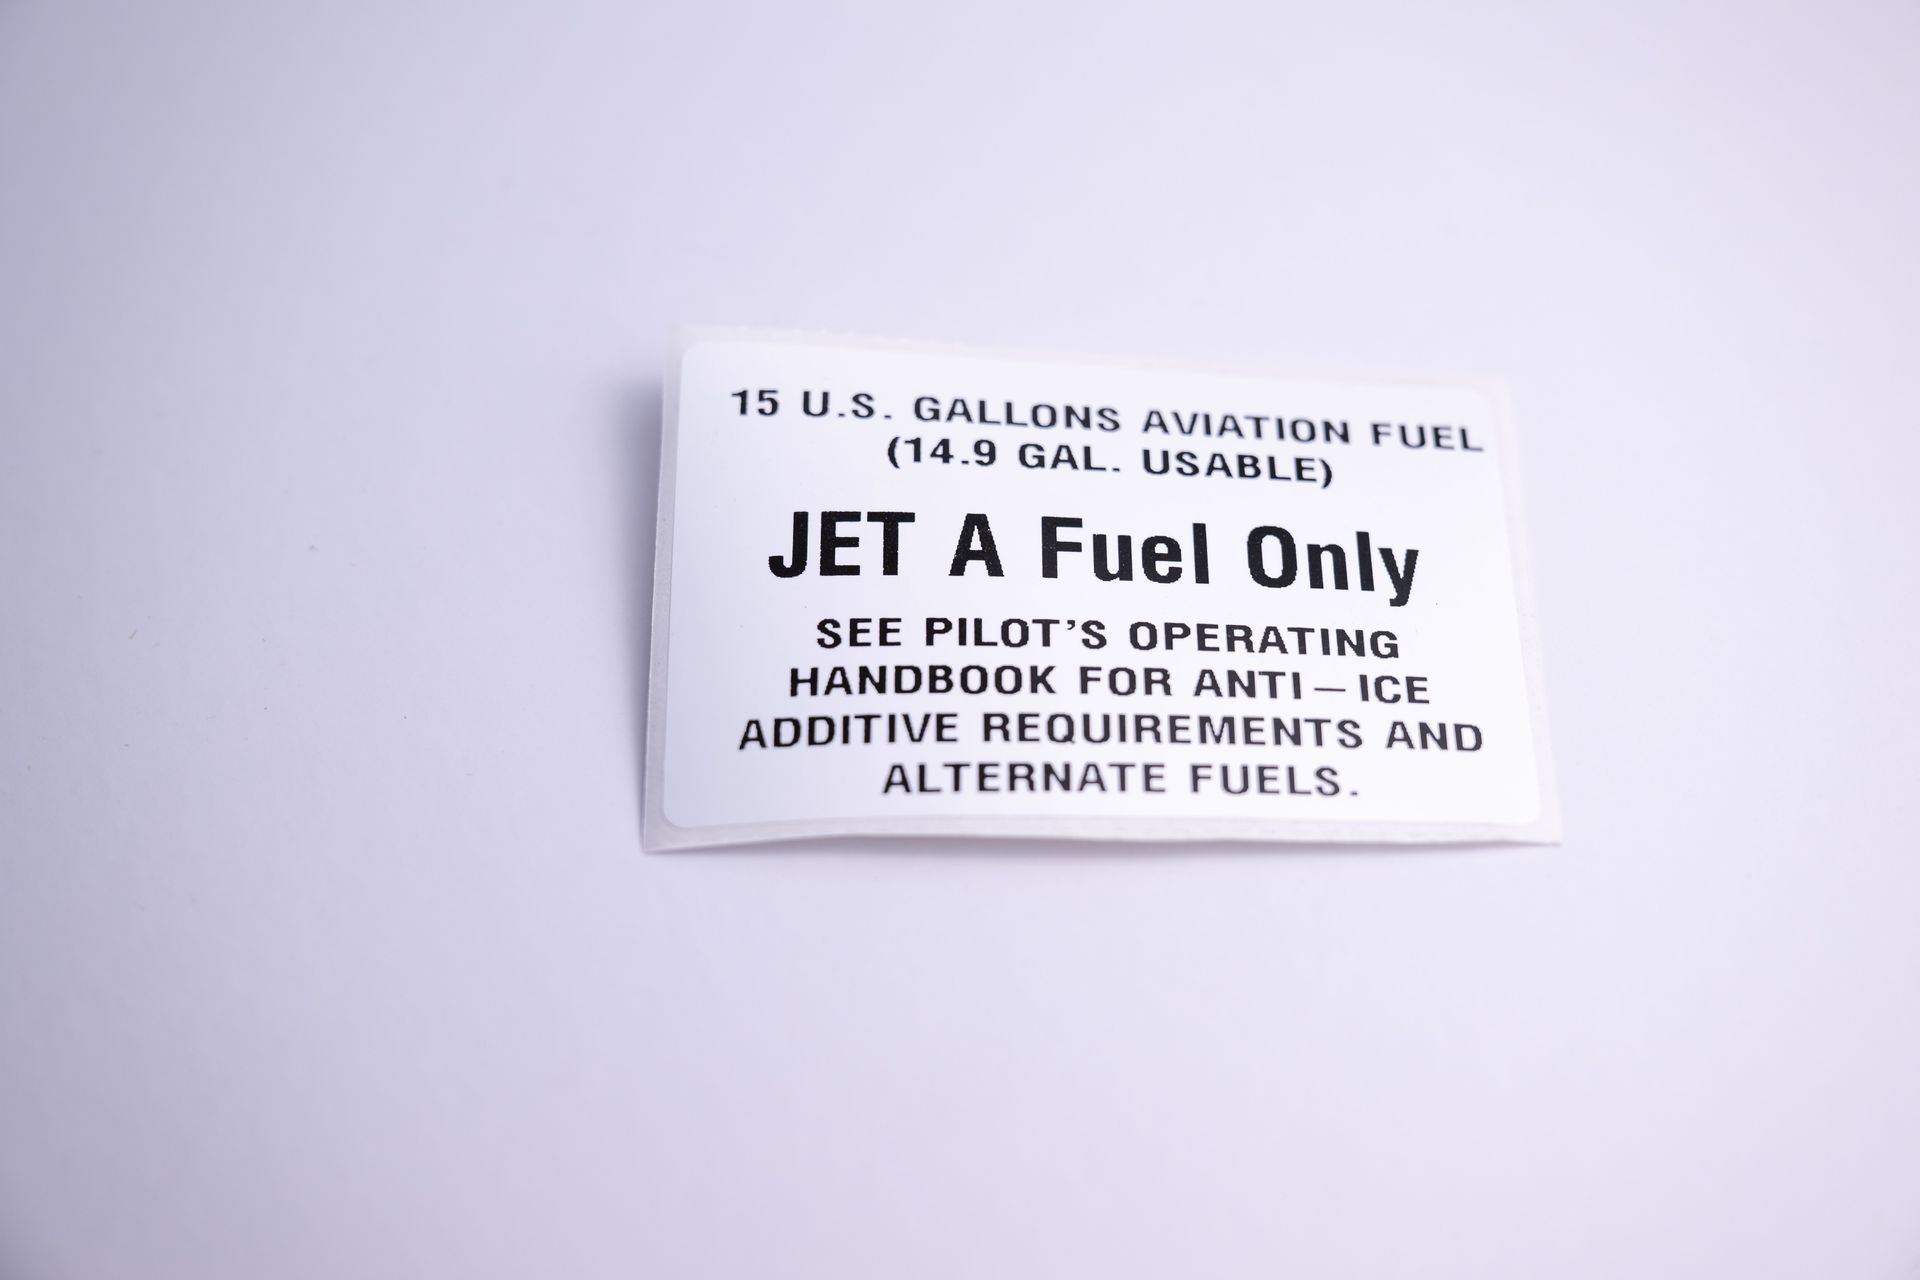 15 U.S. GALLONS AVIATION FUEL
(14.9 GAL. USABLE)
JET A Fuel Only
SEE PILOT’S OPERATING
HANDBOOK FOR ANTI–ICE
ADDITIVE REQUIREMENTS AND
ALTERNATE FUELS.